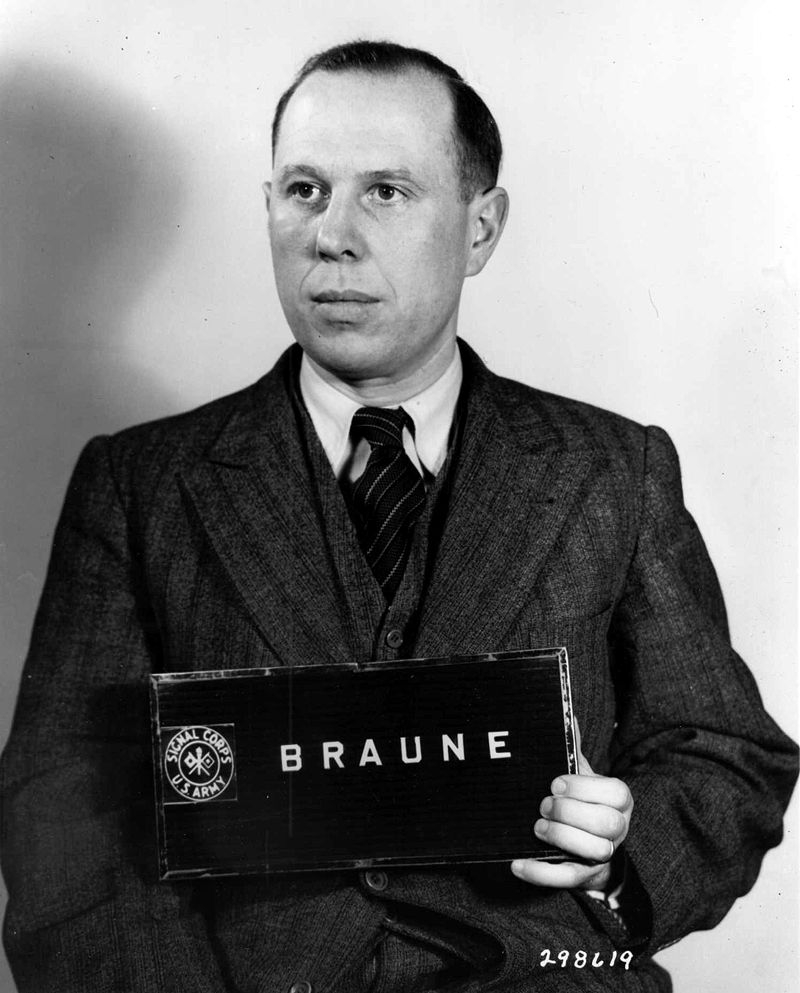 SIGNAL CORPS
U.S. ARMY
BRAUNE
298619